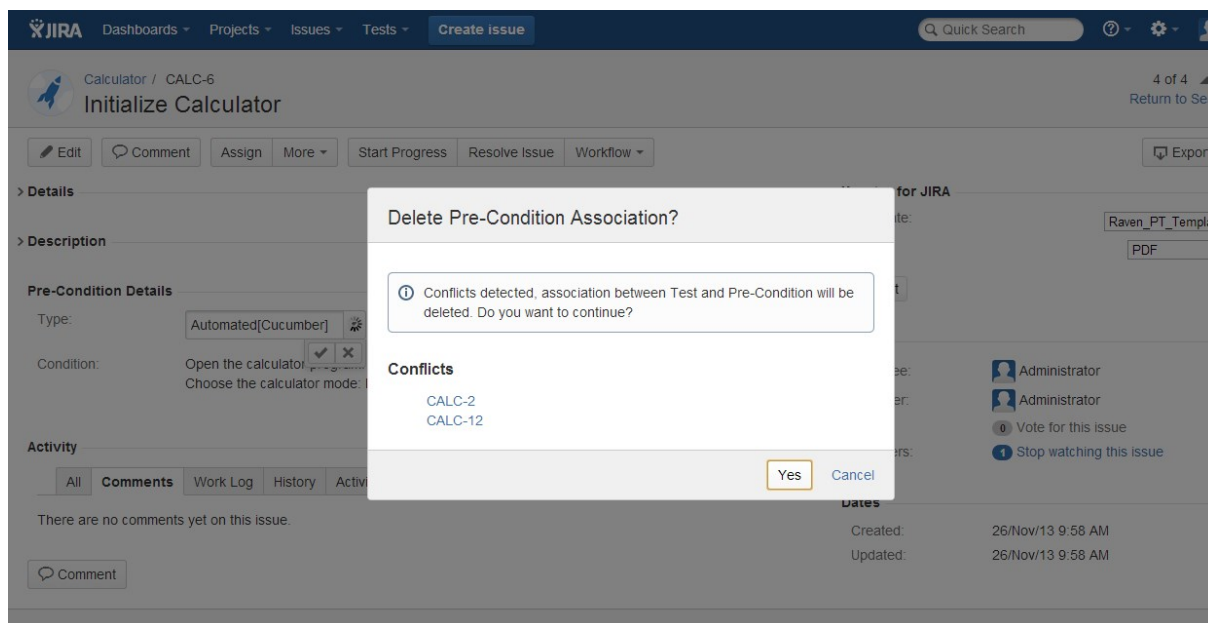 JIRA Dashboards Projects Issues Tests Create issue Quick Search
Calculator / CALC-6
4 of 4
Initialize Calculator
Return to
Edit Comment Assign More Start Progress Resolve Issue Workflow
Details
for JIRA
Delete Pre-Condition Association?
Description
PDF
Pre-Condition Details
Conflicts detected, association between Test and Pre-Condition will be
deleted. Do you want to continue?
Type: Automated[Cucumber]
Condition: Open the calculator
Choose the calculator mode:
Conflicts
CALC-2
CALC-12
Administrator
Administrator
0 Vote for this issue
1 Stop watching this issue
Activity
All Comments Work Log History
Yes Cancel
Dates
There are no comments yet on this issue.
Created: 26/Nov/13 9:58 AM
Updated: 26/Nov/13 9:58 AM
Comment